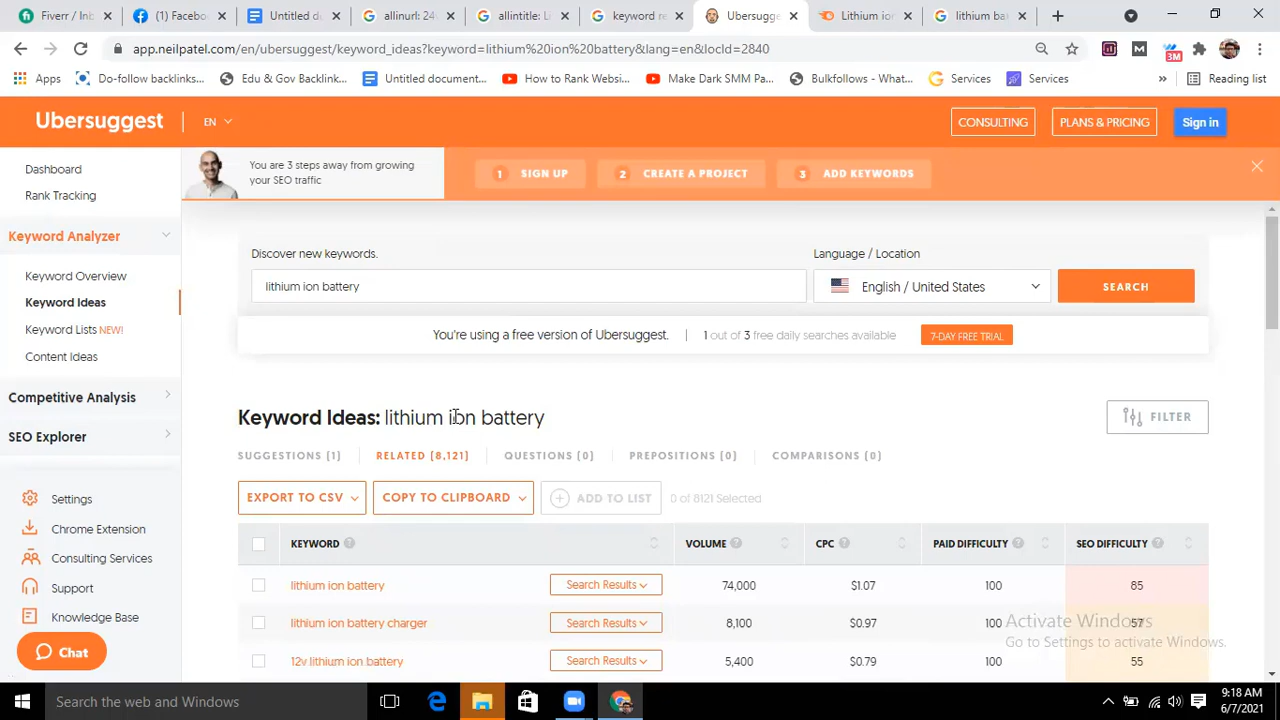 Fiverr / Inb
(1) Facebo
Untitled d
allinurl: 24
allintitle: Li
keyword re
Ubersugge
Lithium ion
lithium bat
app.neilpatel.com/en/ubersuggest/keyword_ideas?keyword=lithium%20ion%20battery&lang=en&locId=2840
3M
Apps
Do-follow backlinks...
Edu & Gov Backlink...
Untitled document...
How to Rank Websi...
Make Dark SMM Pa...
Bulkfollows - What...
Services
Services
Reading list
Ubersuggest
EN
CONSULTING
PLANS & PRICING
Sign in
Dashboard
Rank Tracking
Keyword Analyzer
Keyword Overview
Keyword Ideas
Keyword Lists NEW!
Content Ideas
Competitive Analysis
SEO Explorer
Settings
Chrome Extension
Consulting Services
Support
Knowledge Base
Chat
You are 3 steps away from growing
your SEO traffic
1 SIGN UP
2 CREATE A PROJECT
3 ADD KEYWORDS
Discover new keywords.
Language / Location
lithium ion battery
English / United States
SEARCH
You're using a free version of Ubersuggest.
1 out of 3 free daily searches available
7-DAY FREE TRIAL
Keyword Ideas: lithium ion battery
FILTER
SUGGESTIONS (1)
RELATED (8,121)
QUESTIONS (0)
PREPOSITIONS (0)
COMPARISONS (0)
EXPORT TO CSV
COPY TO CLIPBOARD
ADD TO LIST
0 of 8121 Selected
KEYWORD VOLUME CPC PAID DIFFICULTY SEO DIFFICULTY
lithium ion battery Search Results 74,000 $1.07 100 85
lithium ion battery charger Search Results 8,100 $0.97 100 57
12v lithium ion battery Search Results 5,400 $0.79 100 55
Activate Windows
Go to Settings to activate Windows.
Search the web and Windows
9:18 AM
6/7/2021